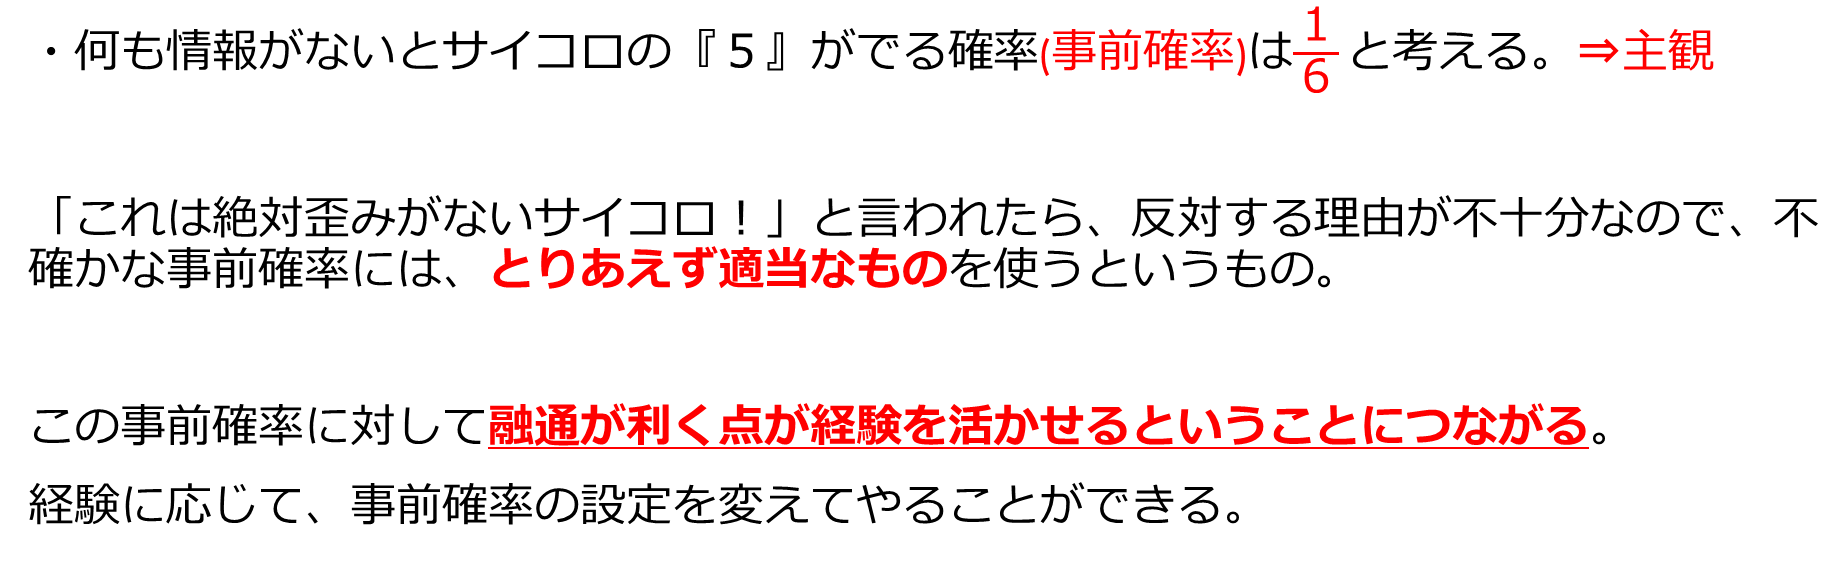 ・何も情報がないとサイコロの『５』がでる確率(事前確率)は1/6と考える。⇒主観
「これは絶対歪みがないサイコロ！」と言われたら、反対する理由が不十分なので、不
確かな事前確率には、とりあえず適当なものを使うというもの。
この事前確率に対して融通が利く点が経験を活かせるということにつながる。
経験に応じて、事前確率の設定を変えてやることができる。